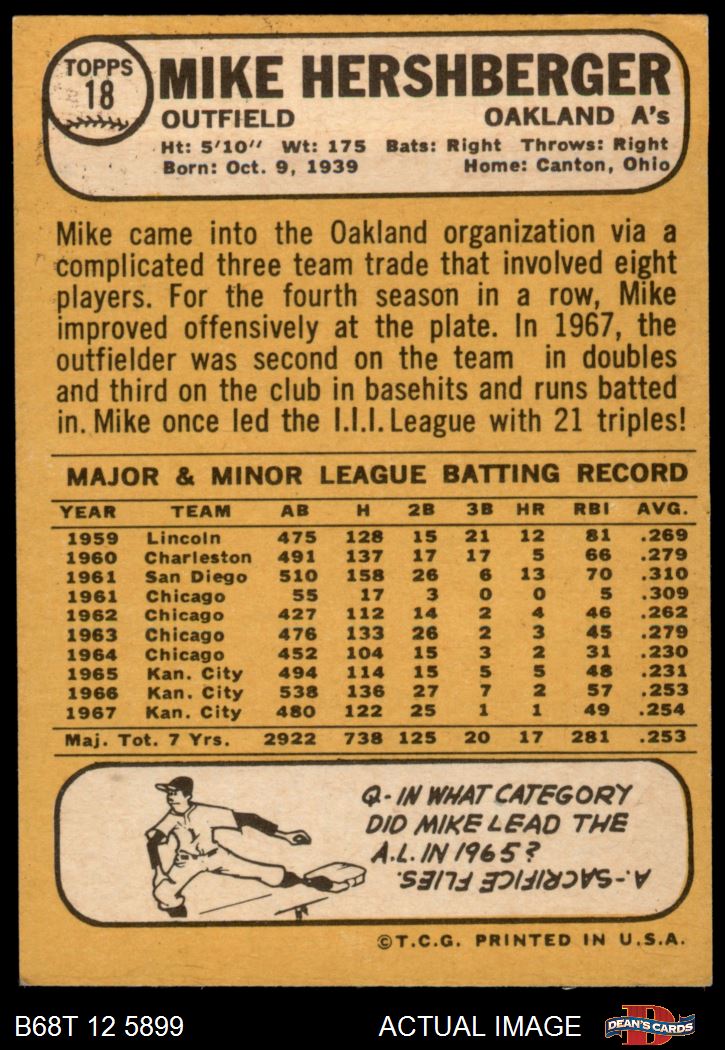 TOPPS
18
MIKE HERSHBERGER
OUTFIELD OAKLAND A's
Ht: 5'10" Wt: 175 Bats: Right Throws: Right
Born: Oct. 9, 1939 Home: Canton, Ohio
Mike came into the Oakland organization via a
complicated three team trade that involved eight
players. For the fourth season in a row, Mike
improved offensively at the plate. In 1967, the
outfielder was second on the team in doubles
and third on the club in basehits and runs batted
in. Mike once led the I.I.I. League with 21 triples!
MAJOR & MINOR LEAGUE BATTING RECORD
YEAR TEAM AB H 2B 3B HR RBI AVG.
1959 Lincoln 475 128 15 21 12 81 .269
1960 Charleston 491 137 17 17 5 66 .279
1961 San Diego 510 158 26 6 13 70 .310
1961 Chicago 55 17 3 0 0 5 .309
1962 Chicago 427 112 14 2 4 46 .262
1963 Chicago 476 133 26 2 3 45 .279
1964 Chicago 452 104 15 3 2 31 .230
1965 Kan. City 494 114 15 5 5 48 .231
1966 Kan. City 538 136 27 7 2 57 .253
1967 Kan. City 480 122 25 1 1 49 .254
Maj. Tot. 7 Yrs. 2922 738 125 20 17 281 .253
Q-IN WHAT CATEGORY
DID MIKE LEAD THE
A.L. IN 1965?
A-SACRIFICE FLIES.
©T.C.G. PRINTED IN U.S.A.
B68T 12 5899 ACTUAL IMAGE
D
DEAN'S CARDS